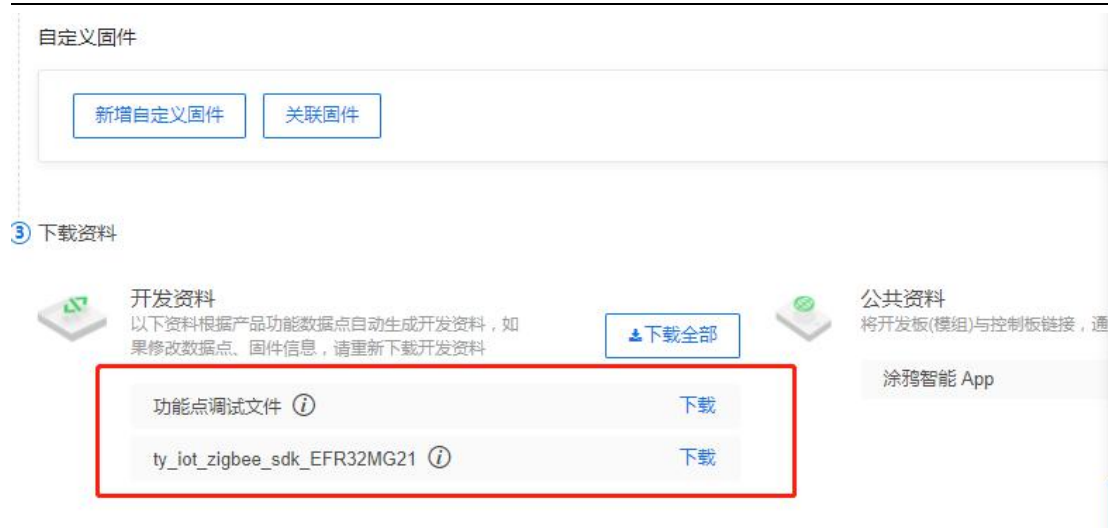 自定义固件
新增自定义固件
关联固件
3 下载资料
开发资料
以下资料根据产品功能数据点自动生成开发资料，如
果修改数据点、固件信息，请重新下载开发资料
下载全部
功能点调试文件 i 下载
ty_iot_zigbee_sdk_EFR32MG21 i 下载
公共资料
将开发板(模组)与控制板链接，通
涂鸦智能 App